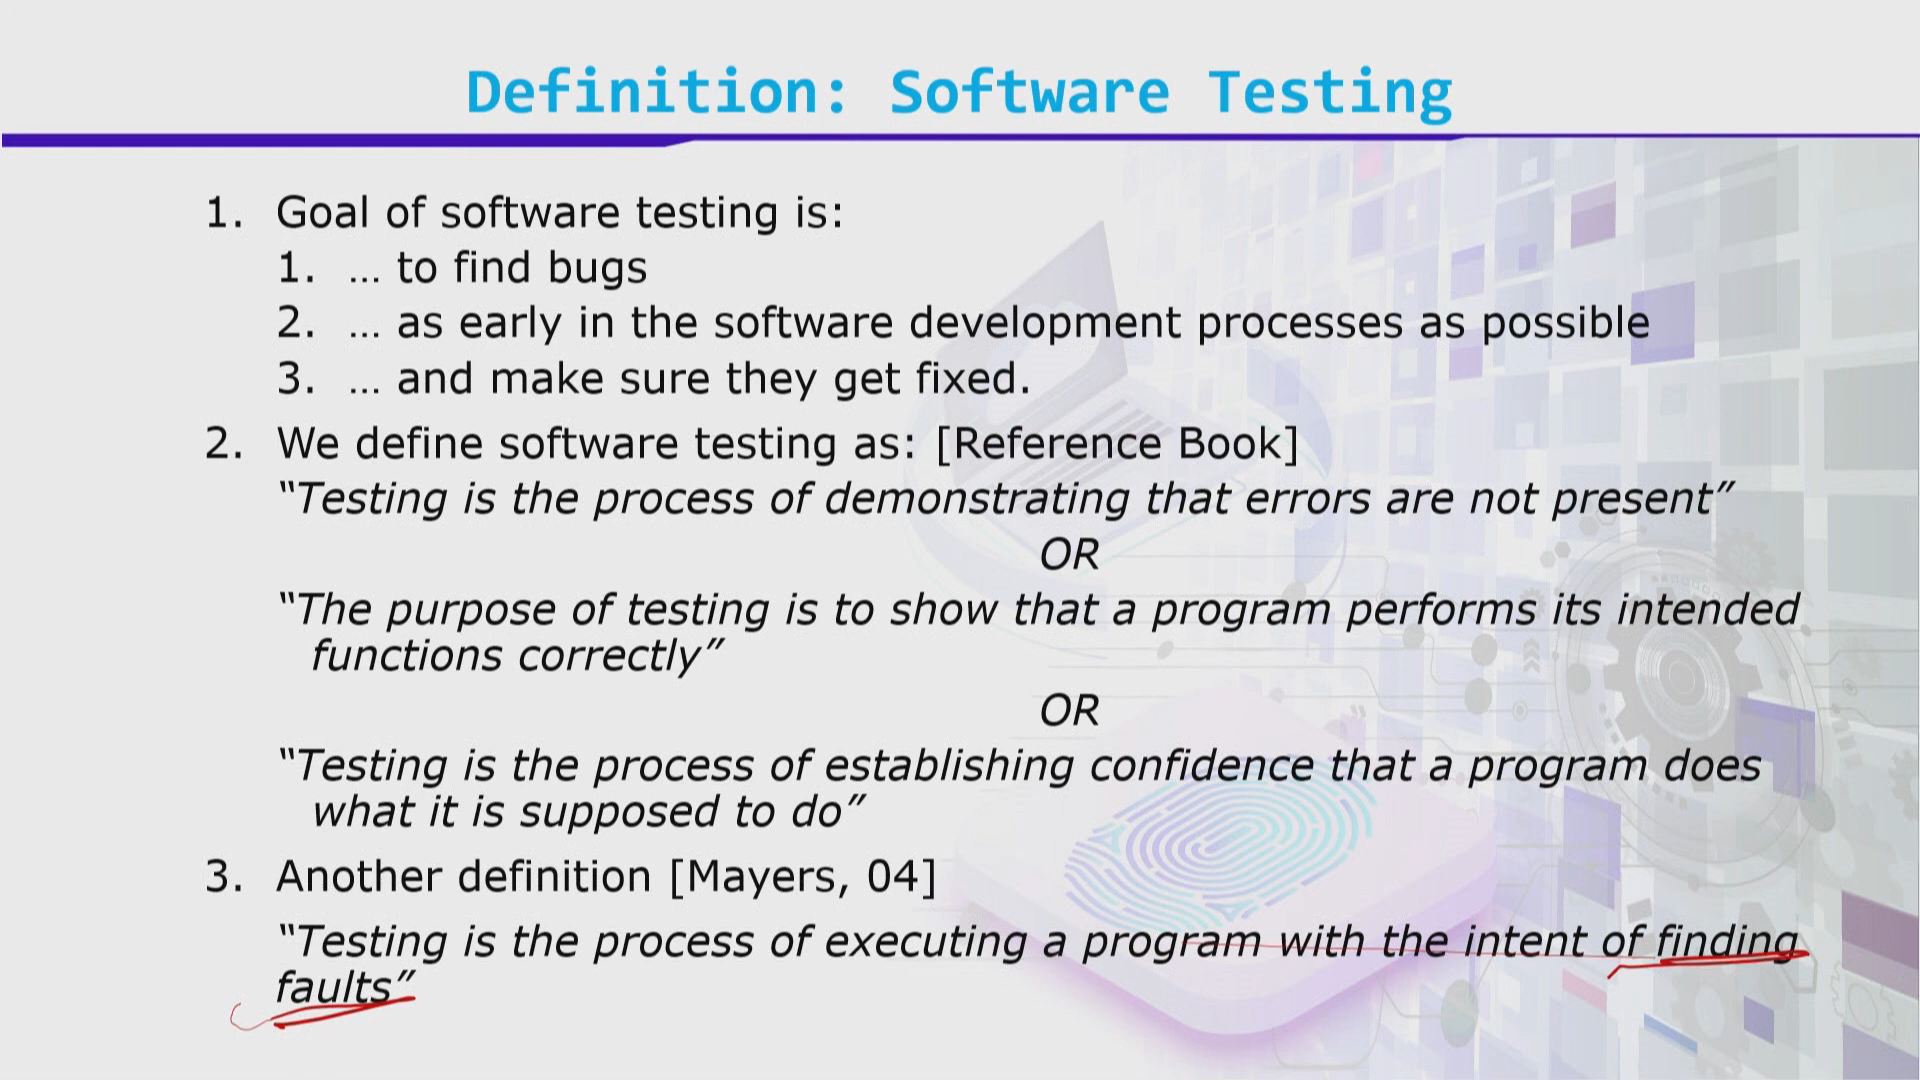 Definition: Software Testing
1. Goal of software testing is:
1. … to find bugs
2. … as early in the software development processes as possible
3. … and make sure they get fixed.
2. We define software testing as: [Reference Book]
“Testing is the process of demonstrating that errors are not present”
OR
“The purpose of testing is to show that a program performs its intended
functions correctly”
OR
“Testing is the process of establishing confidence that a program does
what it is supposed to do”
3. Another definition [Mayers, 04]
“Testing is the process of executing a program with the intent of finding
faults”